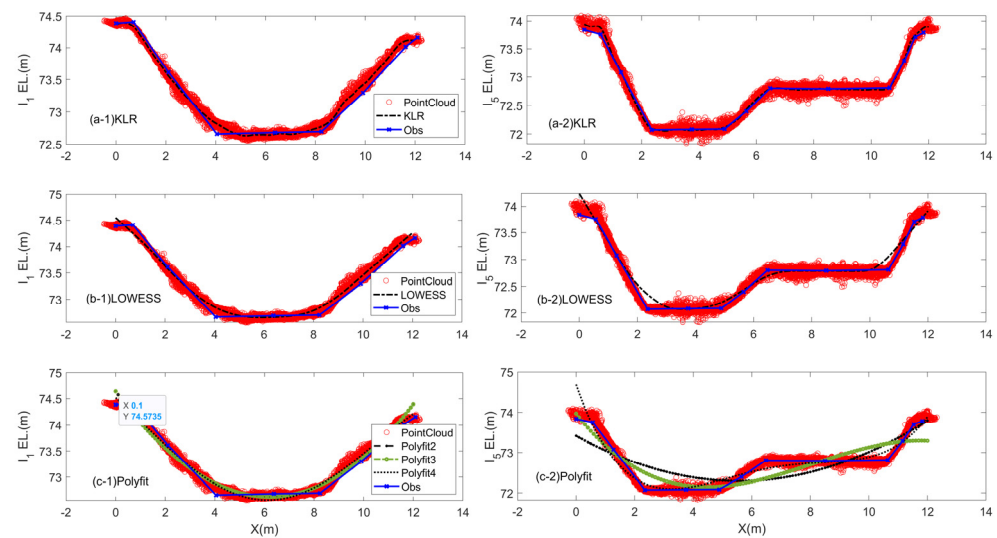 74.5
74
73.5
73
72.5
I1 EL.(m)
(a-1)KLR
PointCloud
KLR
Obs
-2 0 2 4 6 8 10 12 14
74
73.5
73
72.5
72
I5 EL.(m)
(a-2)KLR
-2 0 2 4 6 8 10 12 14
75
74.5
74
73.5
73
I1 EL.(m)
(b-1)LOWESS
PointCloud
LOWESS
Obs
-2 0 2 4 6 8 10 12 14
74
73.5
73
72.5
72
I5 EL.(m)
(b-2)LOWESS
-2 0 2 4 6 8 10 12 14
75
74.5
74
73.5
73
I1 EL.(m)
X 0.1
Y 74.5735
(c-1)Polyfit
PointCloud
Polyfit2
Polyfit3
Polyfit4
Obs
-2 0 2 4 6 8 10 12 14
X(m)
75
74
73
72
I5 EL.(m)
(c-2)Polyfit
-2 0 2 4 6 8 10 12 14
X(m)